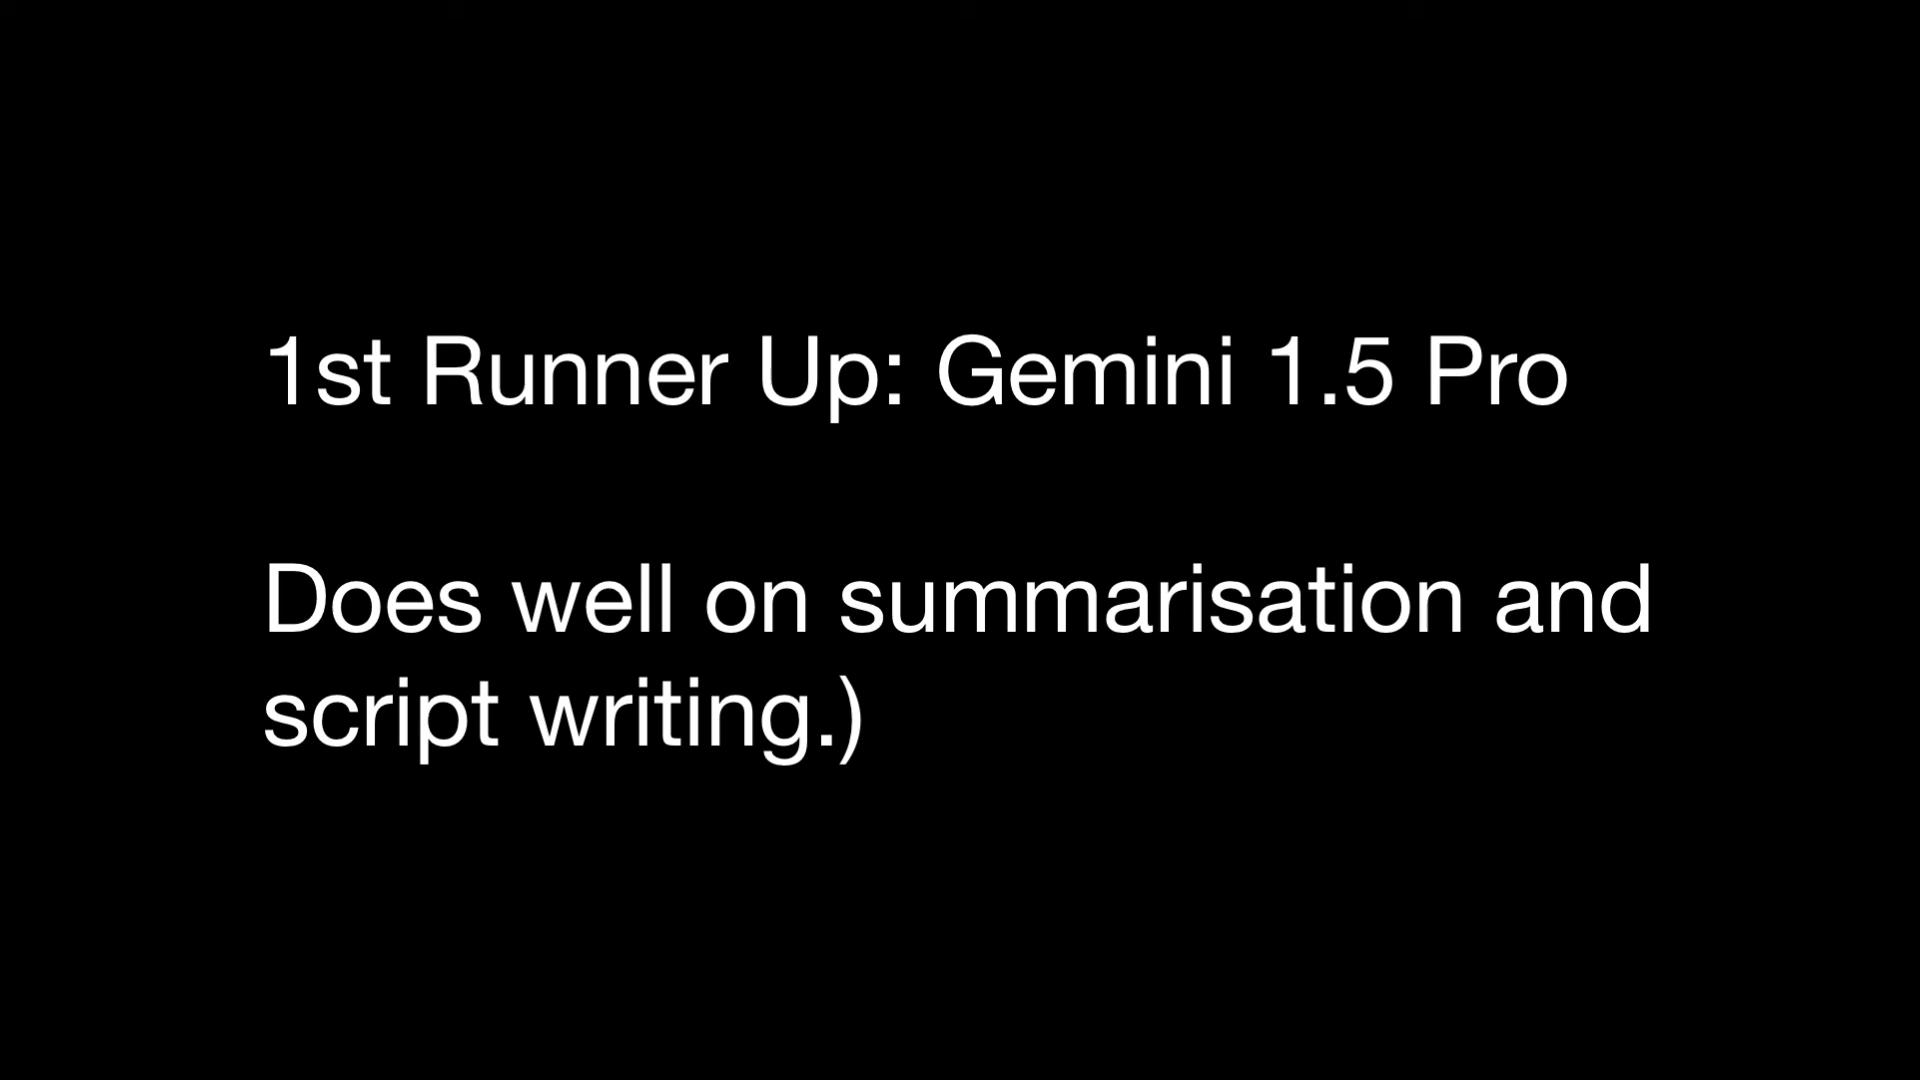 1st Runner Up: Gemini 1.5 Pro
Does well on summarisation and
script writing.)